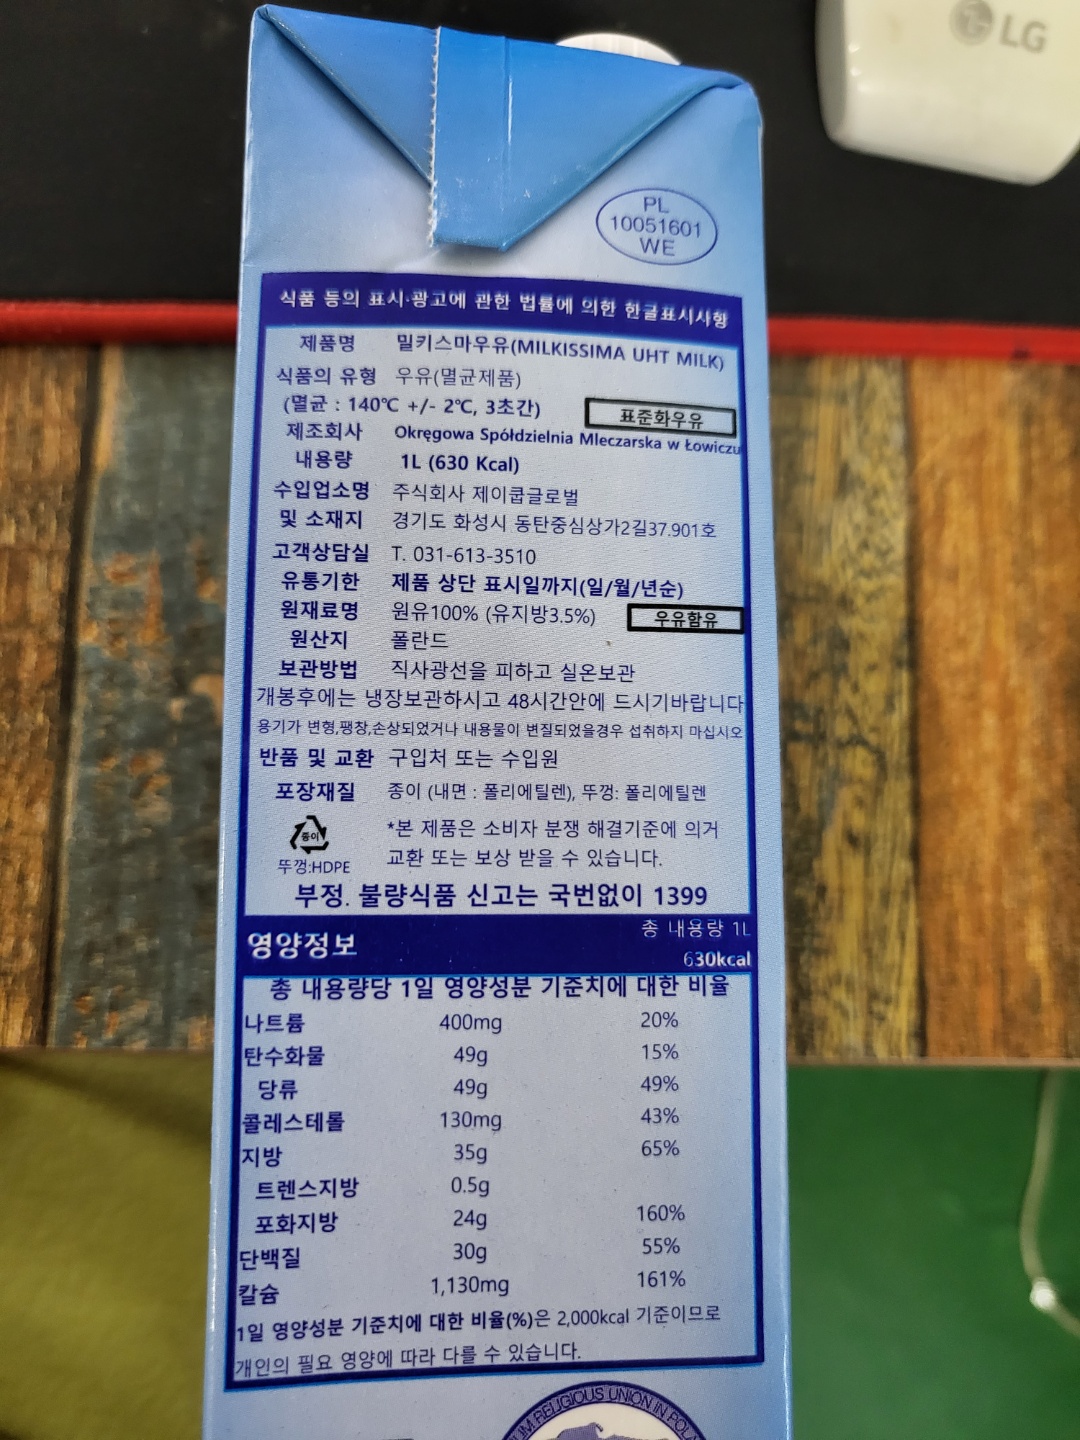 LG
PL
10051601
WE
식품 등의 표시·광고에 관한 법률에 의한 한글표시사항
제품명 밀키스마우유(MILKISSIMA UHT MILK)
식품의 유형 우유(멸균제품)
(멸균 : 140℃ +/- 2℃, 3초간) 표준화우유
제조회사 Okręgowa Spółdzielnia Mleczarska w Łowiczu
내용량 1L (630 Kcal)
수입업소명 주식회사 제이쿱글로벌
및 소재지 경기도 화성시 동탄중심상가2길37.901호
고객상담실 T. 031-613-3510
유통기한 제품 상단 표시일까지(일/월/년순)
원재료명 원유100% (유지방3.5%) 우유함유
원산지 폴란드
보관방법 직사광선을 피하고 실온보관
개봉후에는 냉장보관하시고 48시간안에 드시기바랍니다
용기가 변형,팽창,손상되었거나 내용물이 변질되었을경우 섭취하지 마십시오
반품 및 교환 구입처 또는 수입원
포장재질 종이 (내면 : 폴리에틸렌), 뚜껑: 폴리에틸렌
종이 *본 제품은 소비자 분쟁 해결기준에 의거
뚜껑:HDPE 교환 또는 보상 받을 수 있습니다.
부정. 불량식품 신고는 국번없이 1399
영양정보 총 내용량 1L
630kcal
총 내용량당 1일 영양성분 기준치에 대한 비율
나트륨 400mg 20%
탄수화물 49g 15%
당류 49g 49%
콜레스테롤 130mg 43%
지방 35g 65%
트렌스지방 0.5g
포화지방 24g 160%
단백질 30g 55%
칼슘 1,130mg 161%
1일 영양성분 기준치에 대한 비율(%)은 2,000kcal 기준이므로
개인의 필요 영양에 따라 다를 수 있습니다.
RELIGIOUS UNION IN